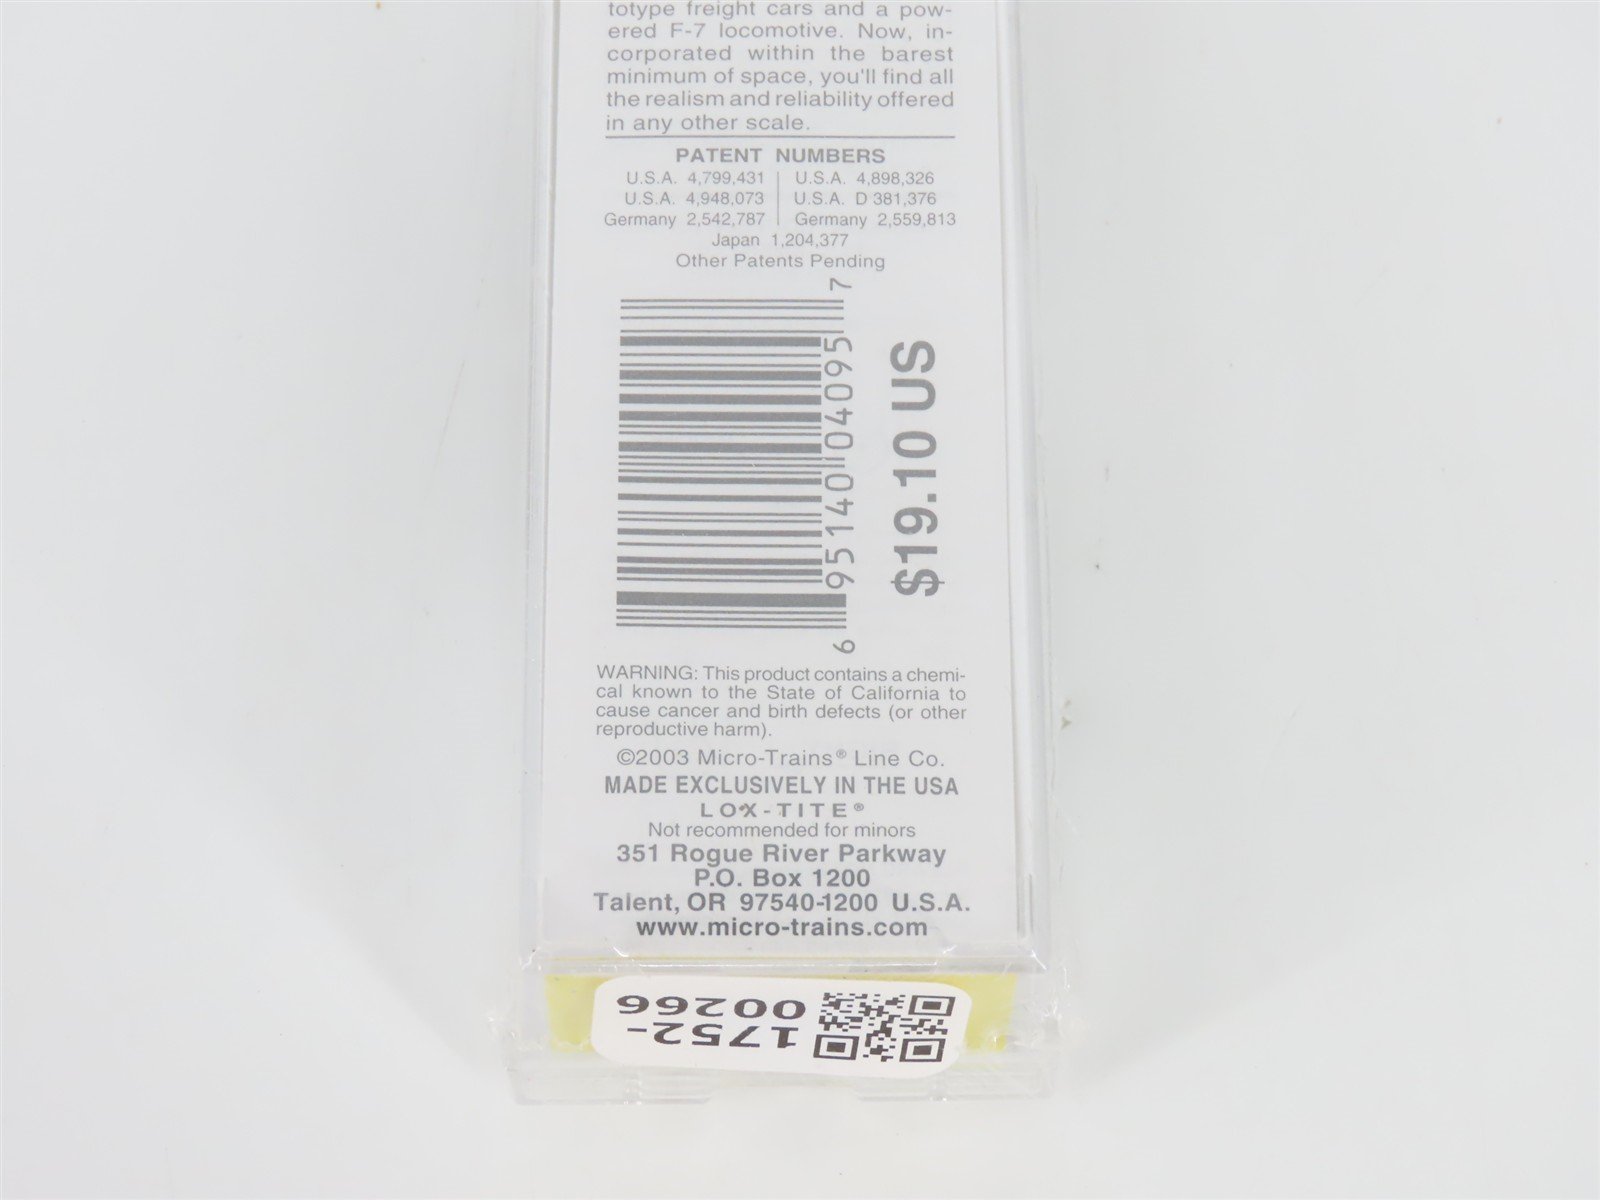 totype freight cars and a pow-
ered F-7 locomotive. Now, in-
corporated within the barest
minimum of space, you'll find all
the realism and reliability offered
in any other scale.
PATENT NUMBERS
U.S.A. 4,799,431 | U.S.A. 4,898,326
U.S.A. 4,948,073 | U.S.A. D 381,376
Germany 2,542,787 | Germany 2,559,813
Japan 1,204,377
Other Patents Pending
6 95140 04095 7
$19.10 US
WARNING: This product contains a chemi-
cal known to the State of California to
cause cancer and birth defects (or other
reproductive harm).
©2003 Micro-Trains® Line Co.
MADE EXCLUSIVELY IN THE USA
LOX-TITE®
Not recommended for minors
351 Rogue River Parkway
P.O. Box 1200
Talent, OR 97540-1200 U.S.A.
www.micro-trains.com
1752-
00266